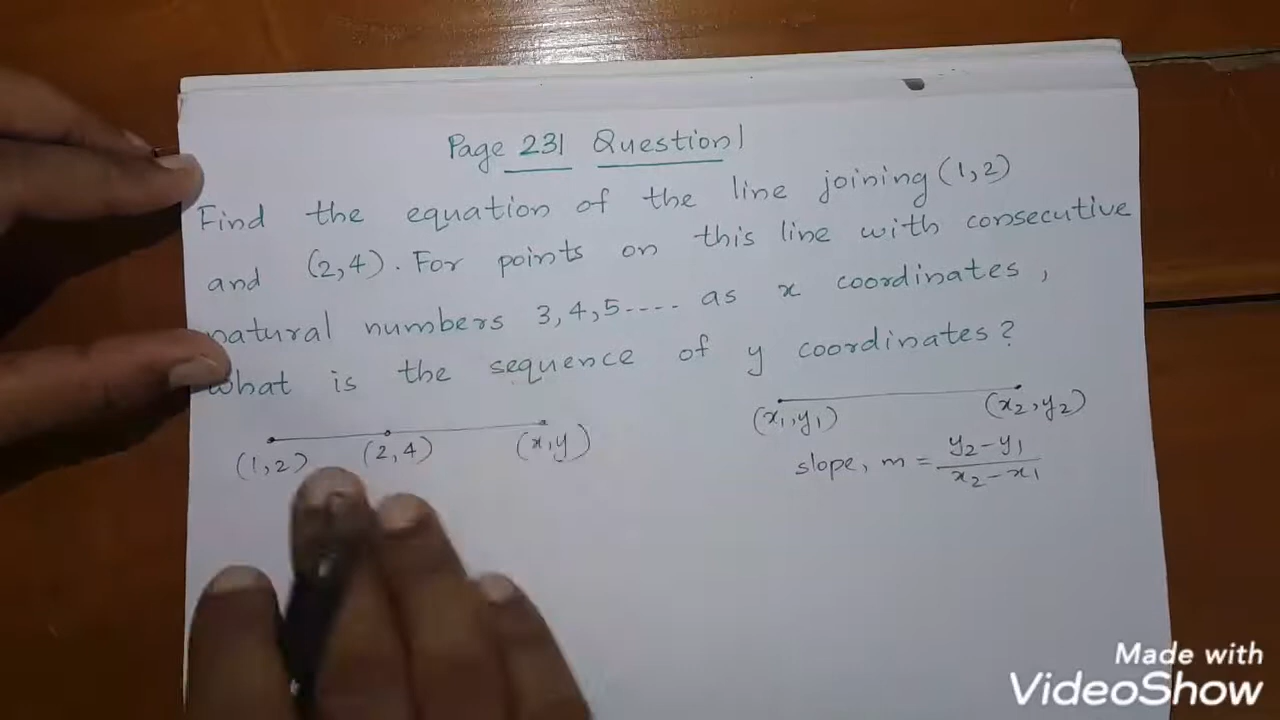 Page 231 Question 1
Find the equation of the line joining (1,2)
and (2,4). For points on this line with consecutive
natural numbers 3,4,5.... as x coordinates,
what is the sequence of y coordinates?
(1,2) (2,4) (x,y)
(x₁,y₁) (x₂,y₂)
slope, m = y₂-y₁
x₂-x₁
Made with
VideoShow